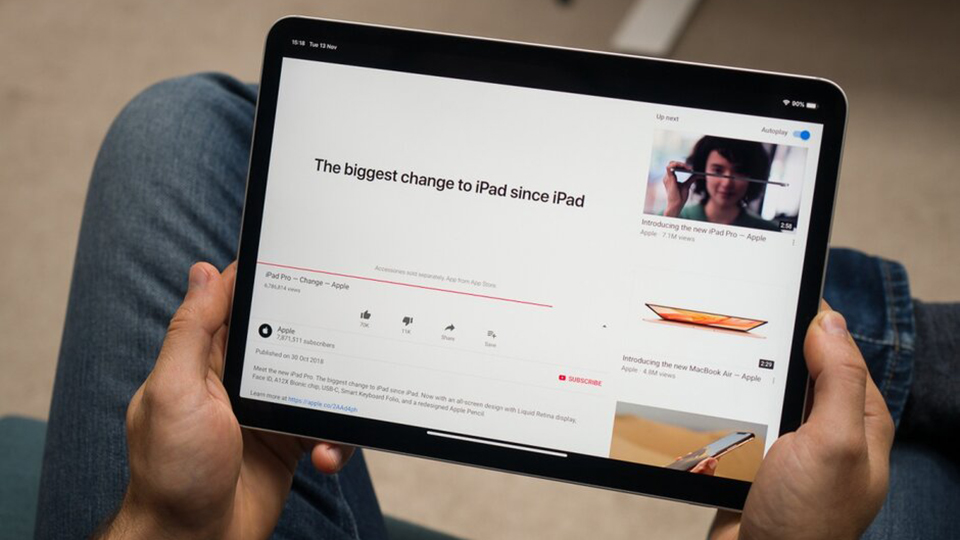 15:18 Tue 13 Nov
90%
The biggest change to iPad since iPad
Accessories sold separately. App from App Store.
iPad Pro — Change — Apple
6,786,814 views
70K
11K
Share
Save
Apple
7,871,511 subscribers
SUBSCRIBE
Published on 30 Oct 2018
Meet the new iPad Pro. The biggest change to iPad since iPad. Now with an all-screen design with Liquid Retina display,
Face ID, A12X Bionic chip, USB-C, Smart Keyboard Folio, and a redesigned Apple Pencil.
Learn more at https://apple.co/2AAdAph
Up next
Autoplay
2:58
Introducing the new iPad Pro — Apple
Apple · 7.1M views
2:29
Introducing the new MacBook Air — Apple
Apple · 4.8M views